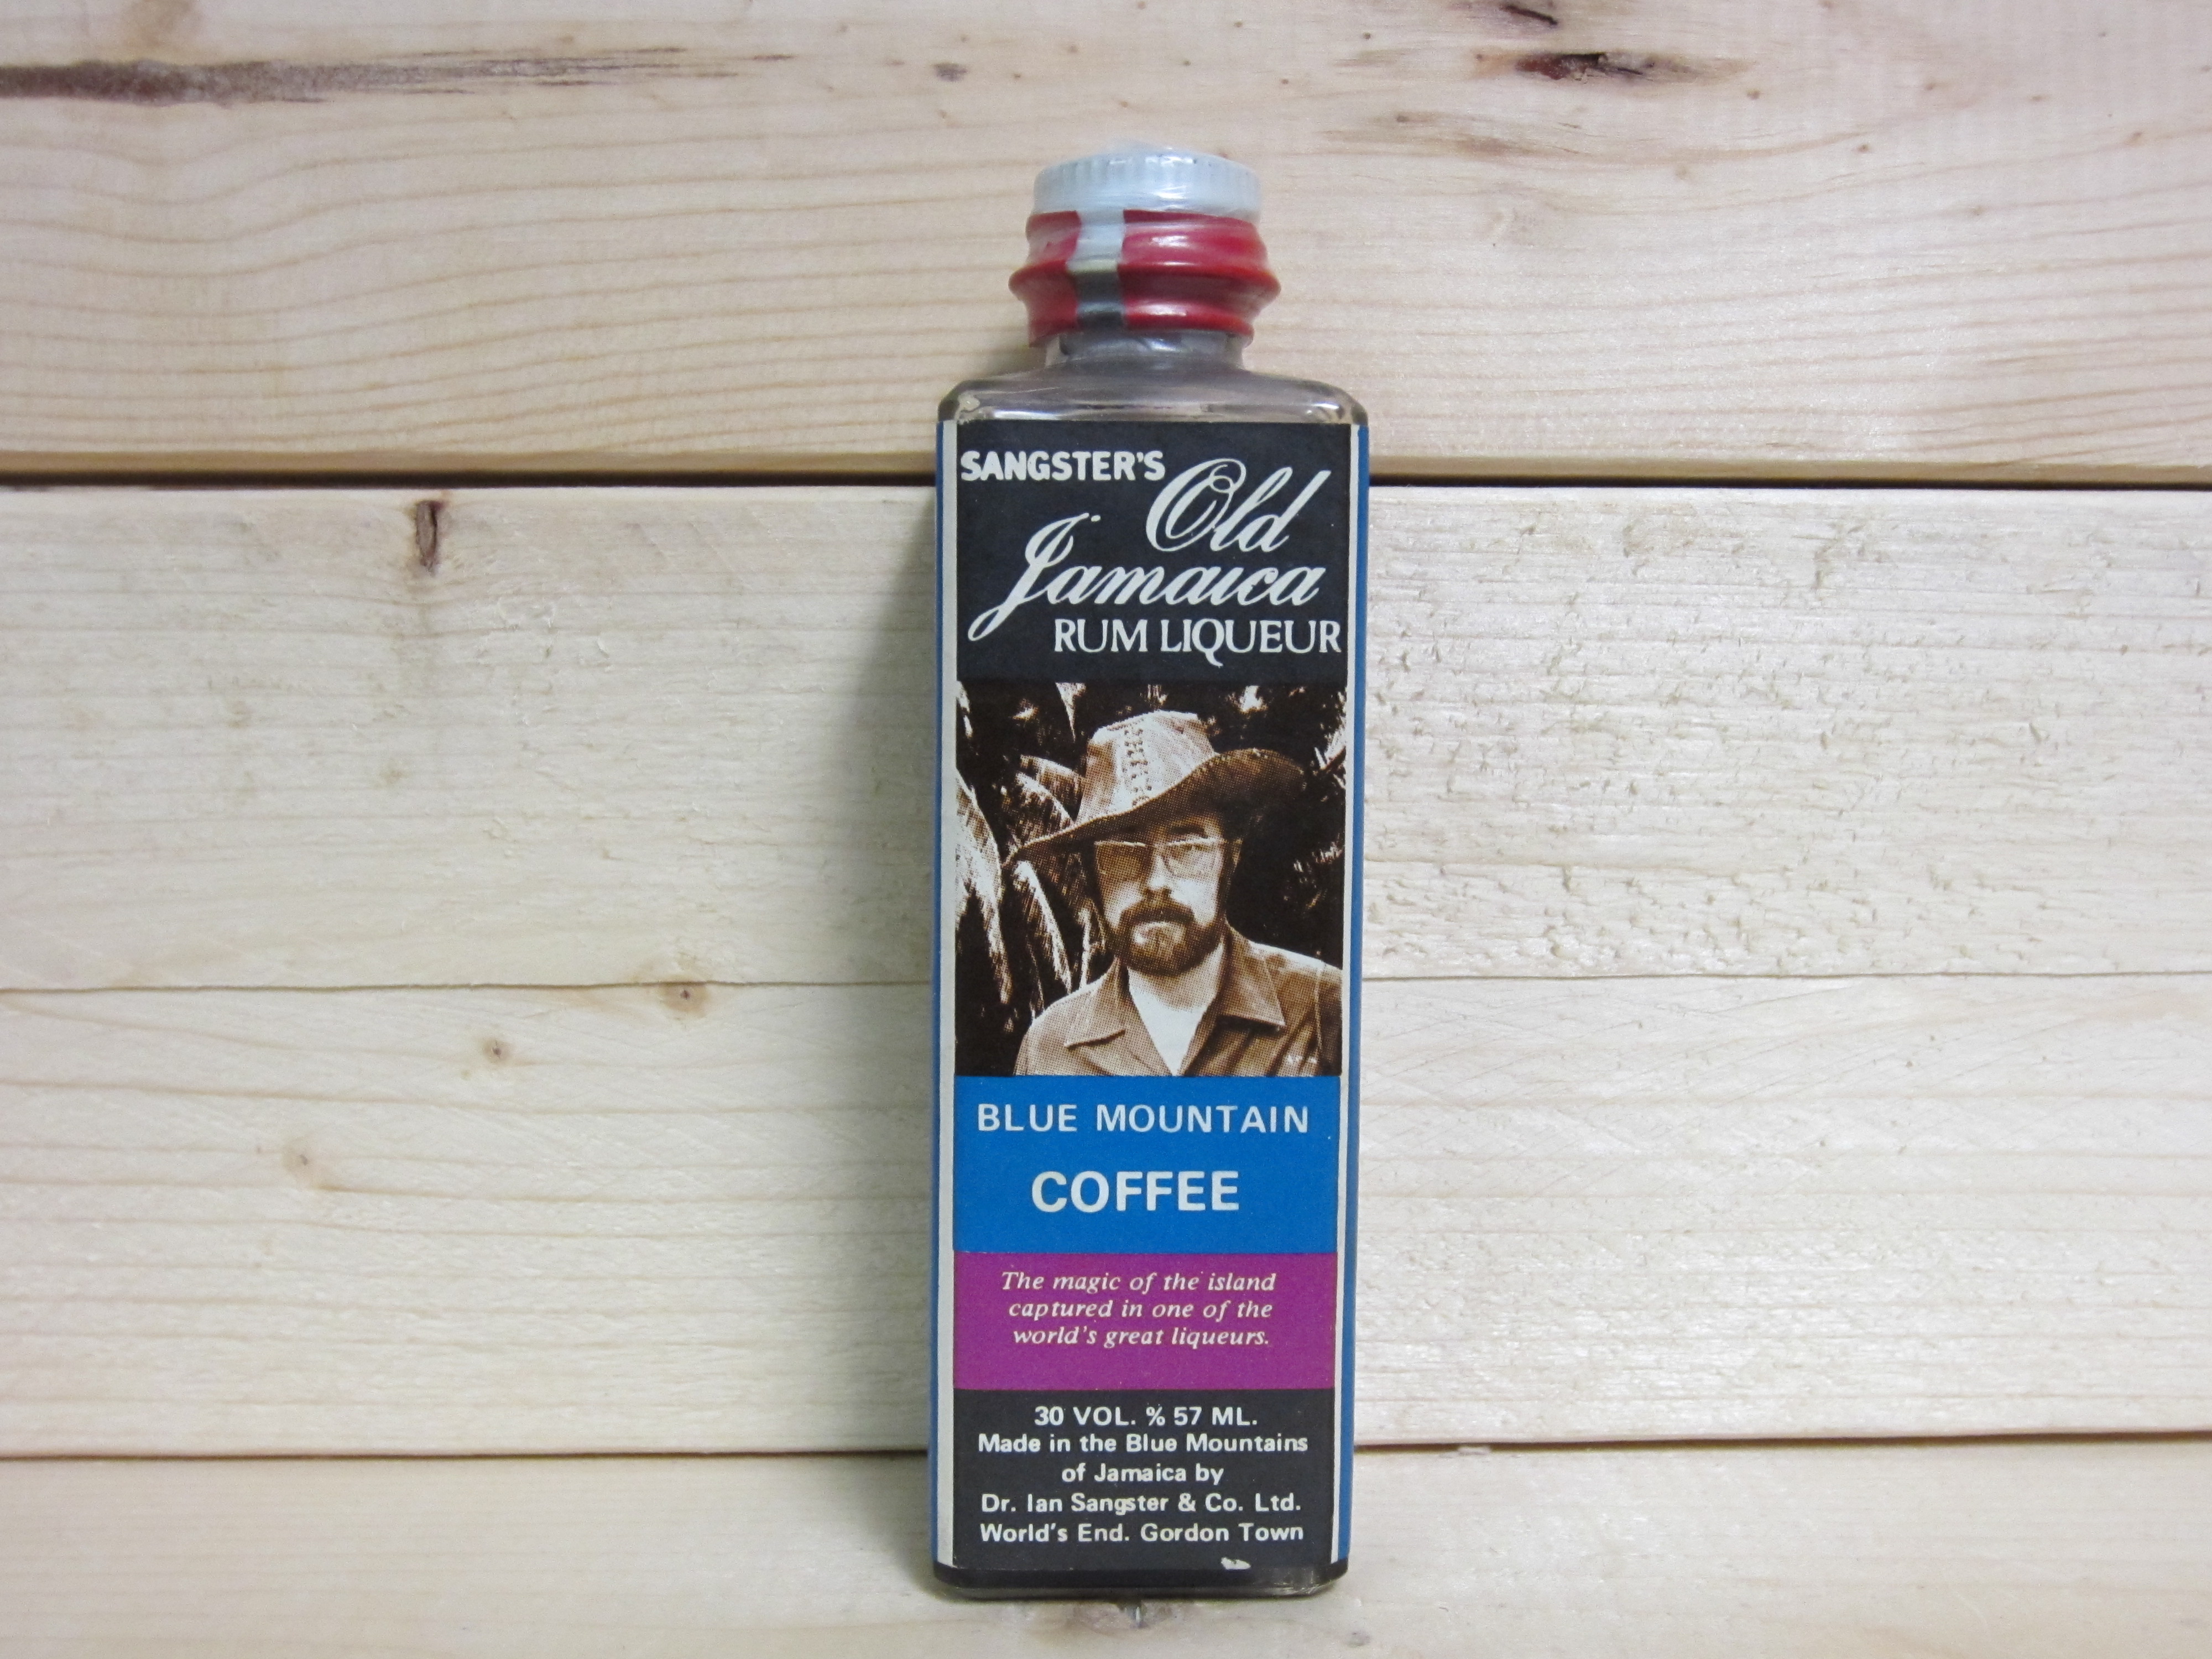 SANGSTER'S
Old
Jamaica
RUM LIQUEUR
BLUE MOUNTAIN
COFFEE
The magic of the island
captured in one of the
world's great liqueurs.
30 VOL. % 57 ML.
Made in the Blue Mountains
of Jamaica by
Dr. Ian Sangster & Co. Ltd.
World's End. Gordon Town